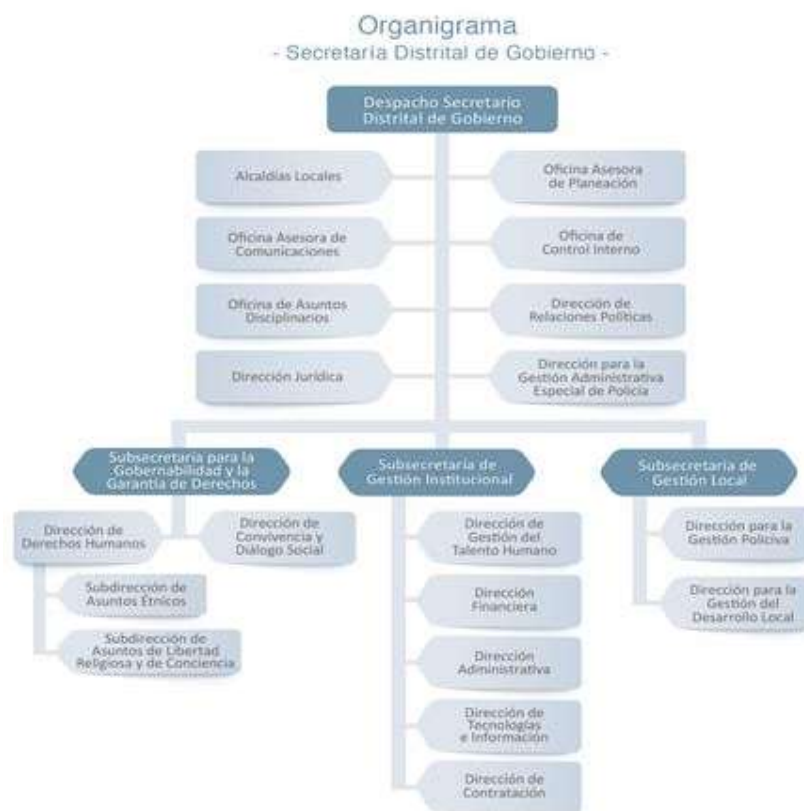 Organigrama
- Secretaría Distrital de Gobierno -
Despacho Secretario
Distrital de Gobierno
Alcaldías Locales
Oficina Asesora
de Planeación
Oficina Asesora de
Comunicaciones
Oficina de
Control Interno
Oficina de Asuntos
Disciplinarios
Dirección de
Relaciones Políticas
Dirección Jurídica
Dirección para la
Gestión Administrativa
Especial de Policía
Subsecretaría para la
Gobernabilidad y la
Garantía de Derechos
Subsecretaría de
Gestión Institucional
Subsecretaría de
Gestión Local
Dirección de
Derechos Humanos
Dirección de
Convivencia y
Diálogo Social
Subdirección de
Asuntos Étnicos
Subdirección de
Asuntos de Libertad
Religiosa y de Conciencia
Dirección de
Gestión del
Talento Humano
Dirección
Financiera
Dirección
Administrativa
Dirección de
Tecnologías
e Información
Dirección de
Contratación
Dirección para la
Gestión Policiva
Dirección para la
Gestión del
Desarrollo Local